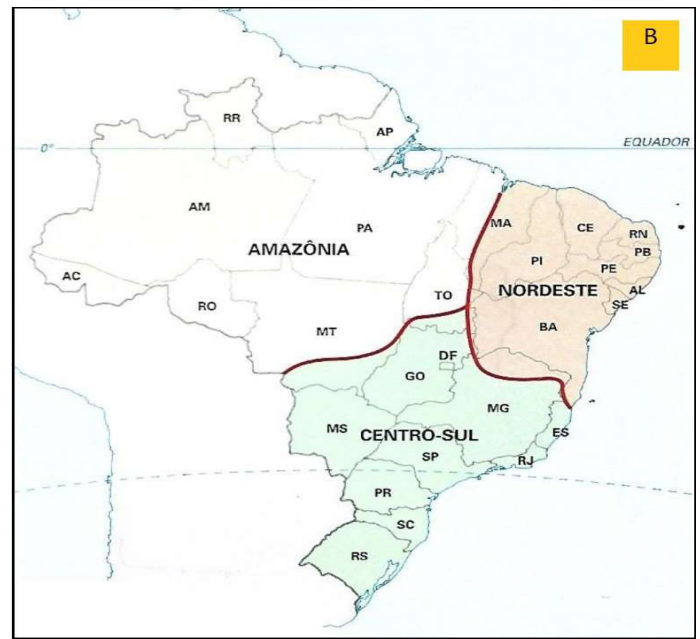 B
RR
AP
0°
EQUADOR
AM
PA
MA
CE
RN
PB
AMAZÔNIA
PI
PE
AC
TO
NORDESTE
AL
SE
RO
MT
BA
DF
GO
MG
MS
CENTRO-SUL
ES
SP
RJ
PR
SC
RS